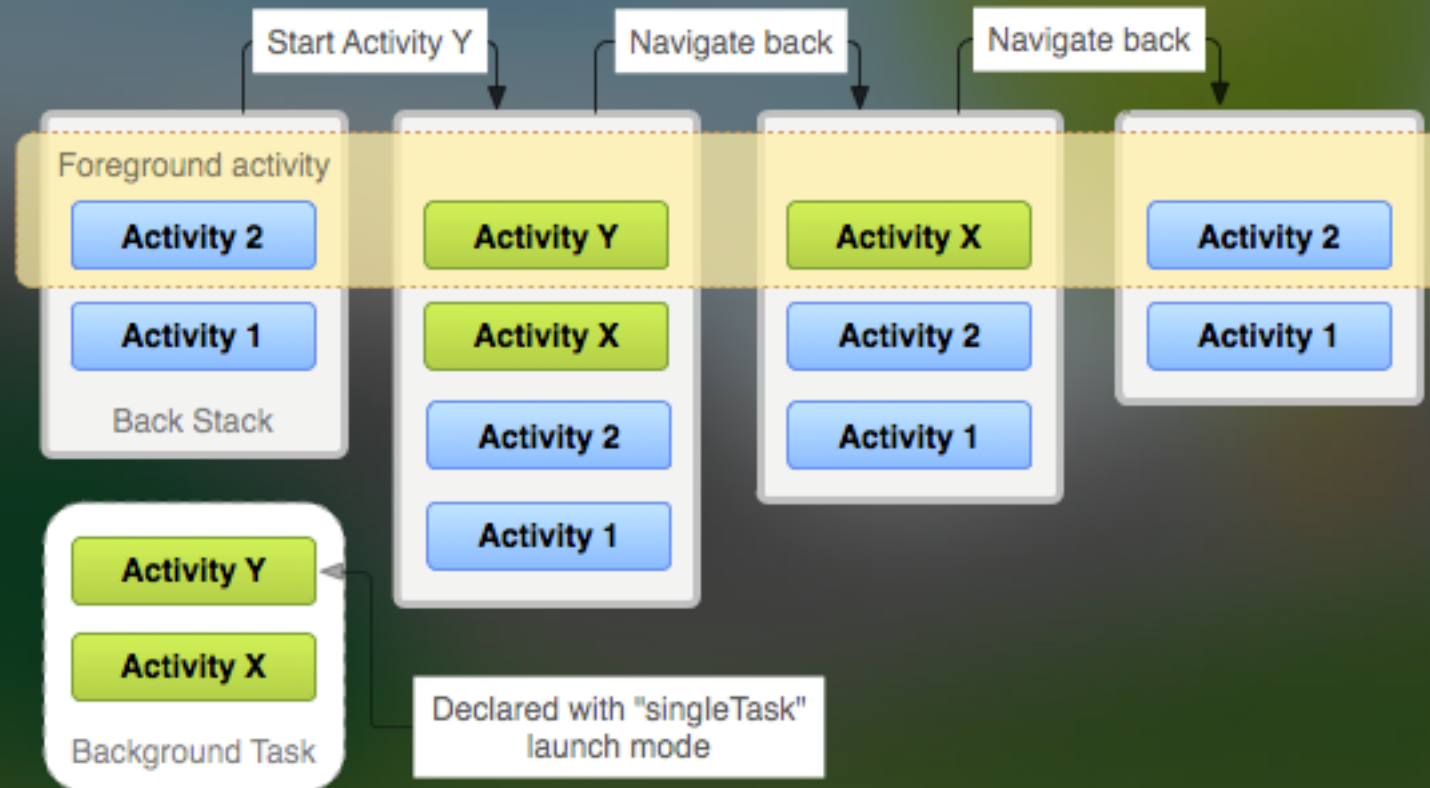 Start Activity Y
Navigate back
Navigate back
Foreground activity
Activity 2
Activity 1
Back Stack
Activity Y
Activity X
Activity 2
Activity 1
Activity X
Activity 2
Activity 1
Activity 2
Activity 1
Activity Y
Activity X
Background Task
Declared with "singleTask"
launch mode